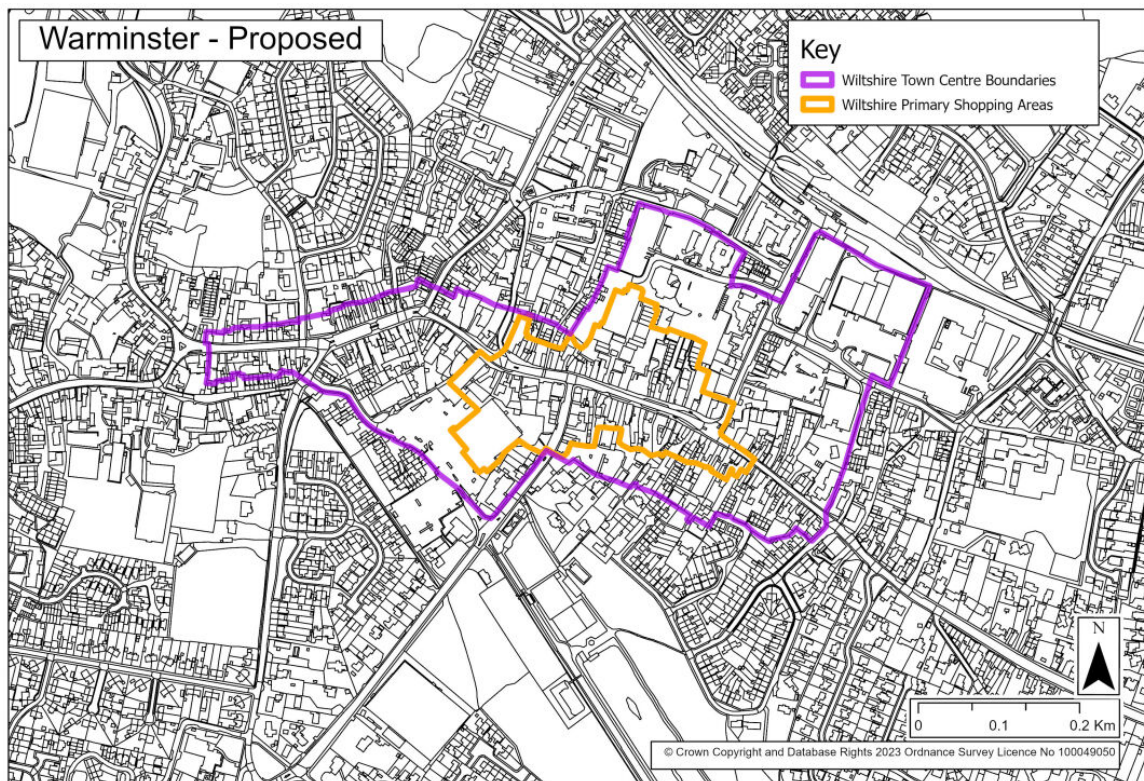 Warminster - Proposed
Key
Wiltshire Town Centre Boundaries
Wiltshire Primary Shopping Areas
N
0 0.1 0.2 Km
© Crown Copyright and Database Rights 2023 Ordnance Survey Licence No 100049050